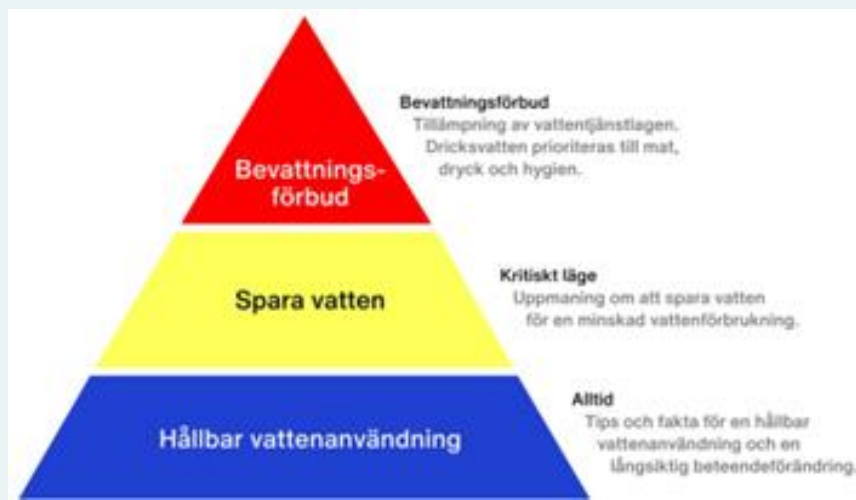 Bevattnings-
förbud
Bevattningsförbud
Tillämpning av vattentjänstlagen.
Dricksvatten prioriteras till mat,
dryck och hygien.
Spara vatten
Kritiskt läge
Uppmaning om att spara vatten
för en minskad vattenförbrukning.
Hållbar vattenanvändning
Alltid
Tips och fakta för en hållbar
vattenanvändning och en
långsiktig beteendeförändring.